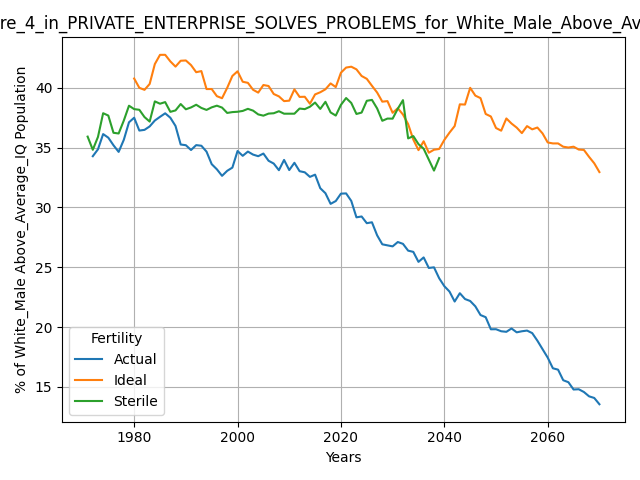 re_4_in_PRIVATE_ENTERPRISE_SOLVES_PROBLEMS_for_White_Male_Above_Av
% of White_Male Above_Average_IQ Population
40
35
30
25
20
15
Fertility
Actual
Ideal
Sterile
1980 2000 2020 2040 2060
Years